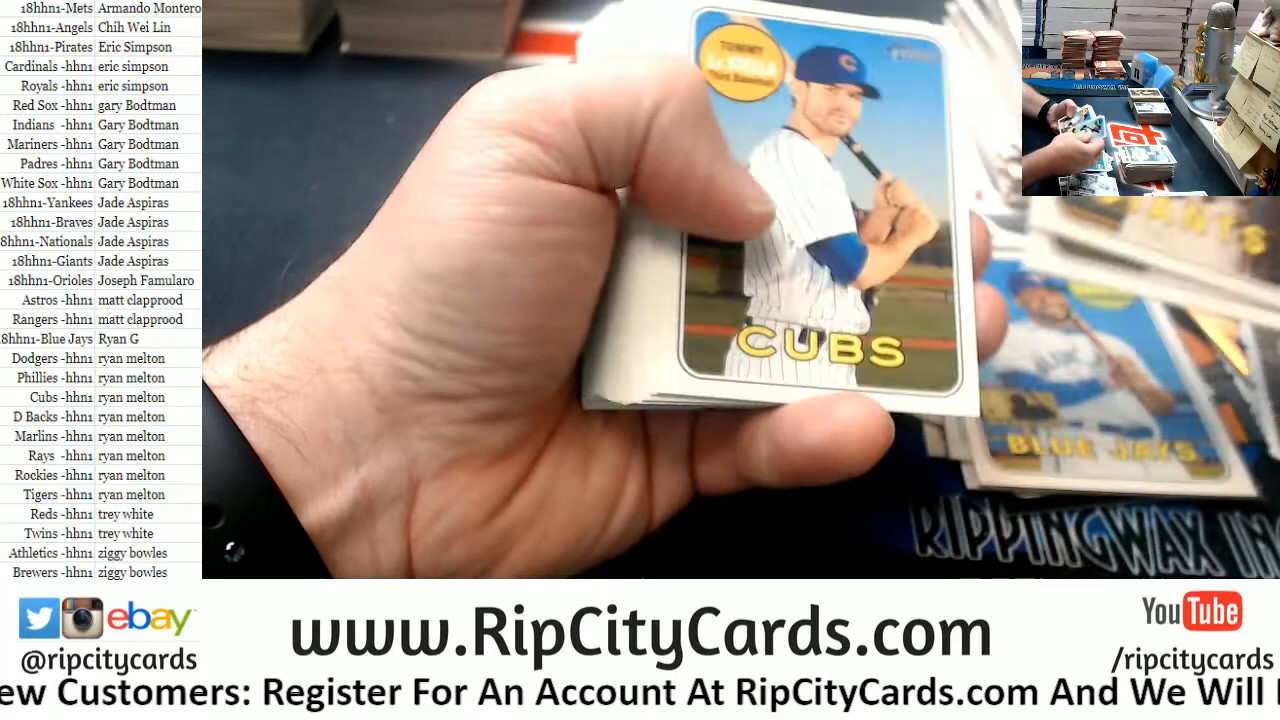 18hhn1-Mets Armando Montero
18hhn1-Angels Chih Wei Lin
18hhn1-Pirates Eric Simpson
Cardinals -hhn1 eric simpson
Royals -hhn1 eric simpson
Red Sox -hhn1 gary Bodtman
Indians -hhn1 Gary Bodtman
Mariners -hhn1 Gary Bodtman
Padres -hhn1 Gary Bodtman
White Sox -hhn1 Gary Bodtman
18hhn1-Yankees Jade Aspiras
18hhn1-Braves Jade Aspiras
8hhn1-Nationals Jade Aspiras
18hhn1-Giants Jade Aspiras
18hhn1-Orioles Joseph Famularo
Astros -hhn1 matt clapprood
Rangers -hhn1 matt clapprood
8hhn1-Blue Jays Ryan G
Dodgers -hhn1 ryan melton
Phillies -hhn1 ryan melton
Cubs -hhn1 ryan melton
D Backs -hhn1 ryan melton
Marlins -hhn1 ryan melton
Rays -hhn1 ryan melton
Rockies -hhn1 ryan melton
Tigers -hhn1 ryan melton
Reds -hhn1 trey white
Twins -hhn1 trey white
Athletics -hhn1 ziggy bowles
Brewers -hhn1 ziggy bowles
TOMMY
La STELLA
Third Baseman
CUBS
BLUE JAYS
RIPPINGWAX IN
ebay
@ripcitycards
www.RipCityCards.com
YouTube
/ripcitycards
ew Customers: Register For An Account At RipCityCards.com And We Will